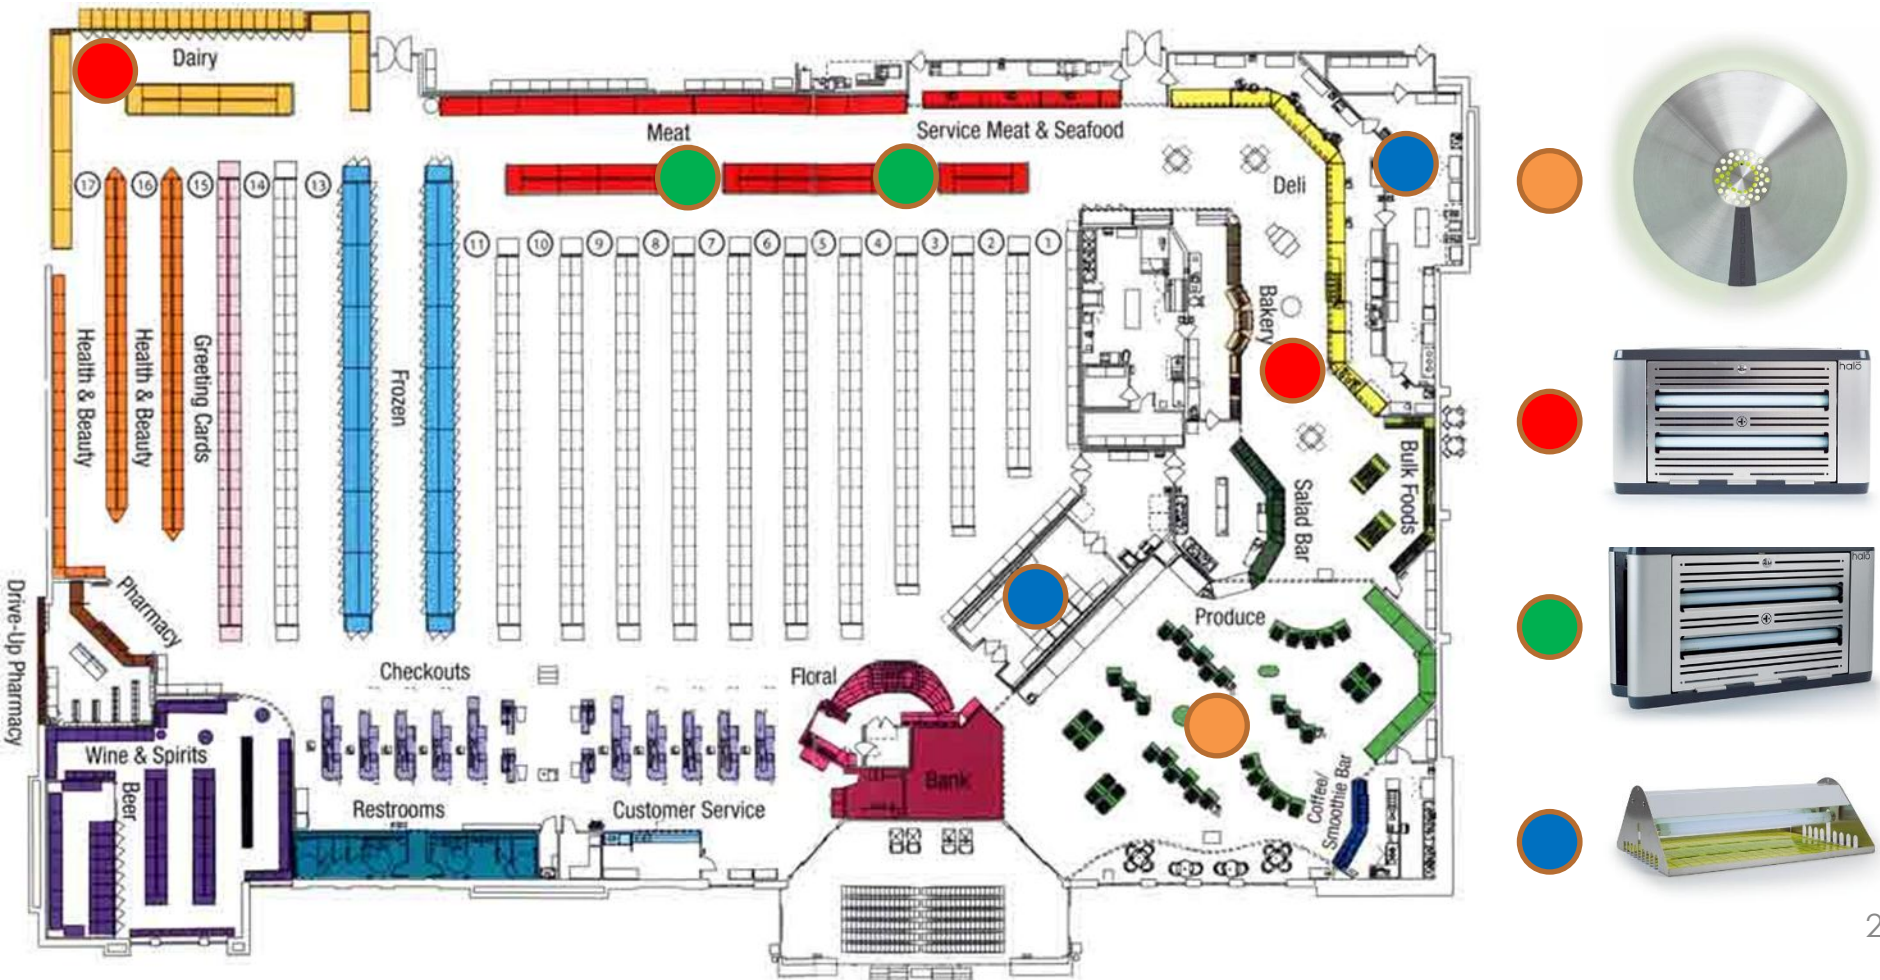 Dairy
Meat
Service Meat & Seafood
Deli
17
16
15
14
13
11
10
9
8
7
6
5
4
3
2
1
Health & Beauty
Health & Beauty
Greeting Cards
Frozen
Bakery
Salad Bar
Bulk Foods
Drive-Up Pharmacy
Pharmacy
Produce
Checkouts
Floral
Bank
Wine & Spirits
Beer
Restrooms
Customer Service
Coffee/
Smoothie Bar
halo
halo
2